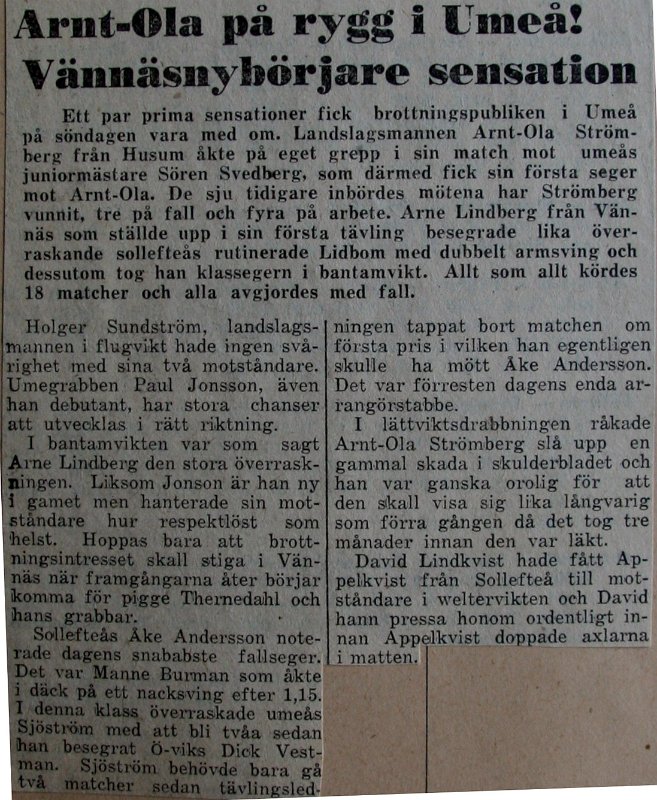 Arnt-Ola på rygg i Umeå!
Vännäsnybörjare sensation
Ett par prima sensationer fick brottningspubliken i Umeå
på söndagen vara med om. Landslagsmannen Arnt-Ola Ström-
berg från Husum åkte på eget grepp i sin match mot umeås
juniormästare Sören Svedberg, som därmed fick sin första seger
mot Arnt-Ola. De sju tidigare inbördes mötena har Strömberg
vunnit, tre på fall och fyra på arbete. Arne Lindberg från Vän-
näs som ställde upp i sin första tävling besegrade lika över-
raskande sollefteås rutinerade Lidbom med dubbelt armsving och
dessutom tog han klassegern i bantamvikt. Allt som allt kördes
18 matcher och alla avgjordes med fall.
Holger Sundström, landslags-
mannen i flugvikt hade ingen svå-
righet med sina två motståndare.
Umegrabben Paul Jonsson, även
han debutant, har stora chanser
att utvecklas i rätt riktning.
I bantamvikten var som sagt
Arne Lindberg den stora överrask-
ningen. Liksom Jonson är han ny
i gamet men hanterade sin mot-
ståndare hur respektlöst som
helst. Hoppas bara att brott-
ningsintresset skall stiga i Vän-
näs när framgångarna åter börjar
komma för pigge Thernedahl och
hans grabbar.
Sollefteås Åke Andersson note-
rade dagens snababste fallseger.
Det var Manne Burman som åkte
i däck på ett nacksving efter 1,15.
I denna klass överraskade umeås
Sjöström med att bli tvåa sedan
han besegrat Ö-viks Dick Vest-
man. Sjöström behövde bara gå
två matcher sedan tävlingsled-
ningen tappat bort matchen om
första pris i vilken han egentligen
skulle ha mött Åke Andersson.
Det var förresten dagens enda ar-
rangörstabbe.
I lättviktsdrabbningen råkade
Arnt-Ola Strömberg slå upp en
gammal skada i skulderbladet och
han var ganska orolig för att
den skall visa sig lika långvarig
som förra gången då det tog tre
månader innan den var läkt.
David Lindkvist hade fått Ap-
pelkvist från Sollefteå till mot-
ståndare i weltervikten och David
hann pressa honom ordentligt in-
nan Appelkvist doppade axlarna
i matten.